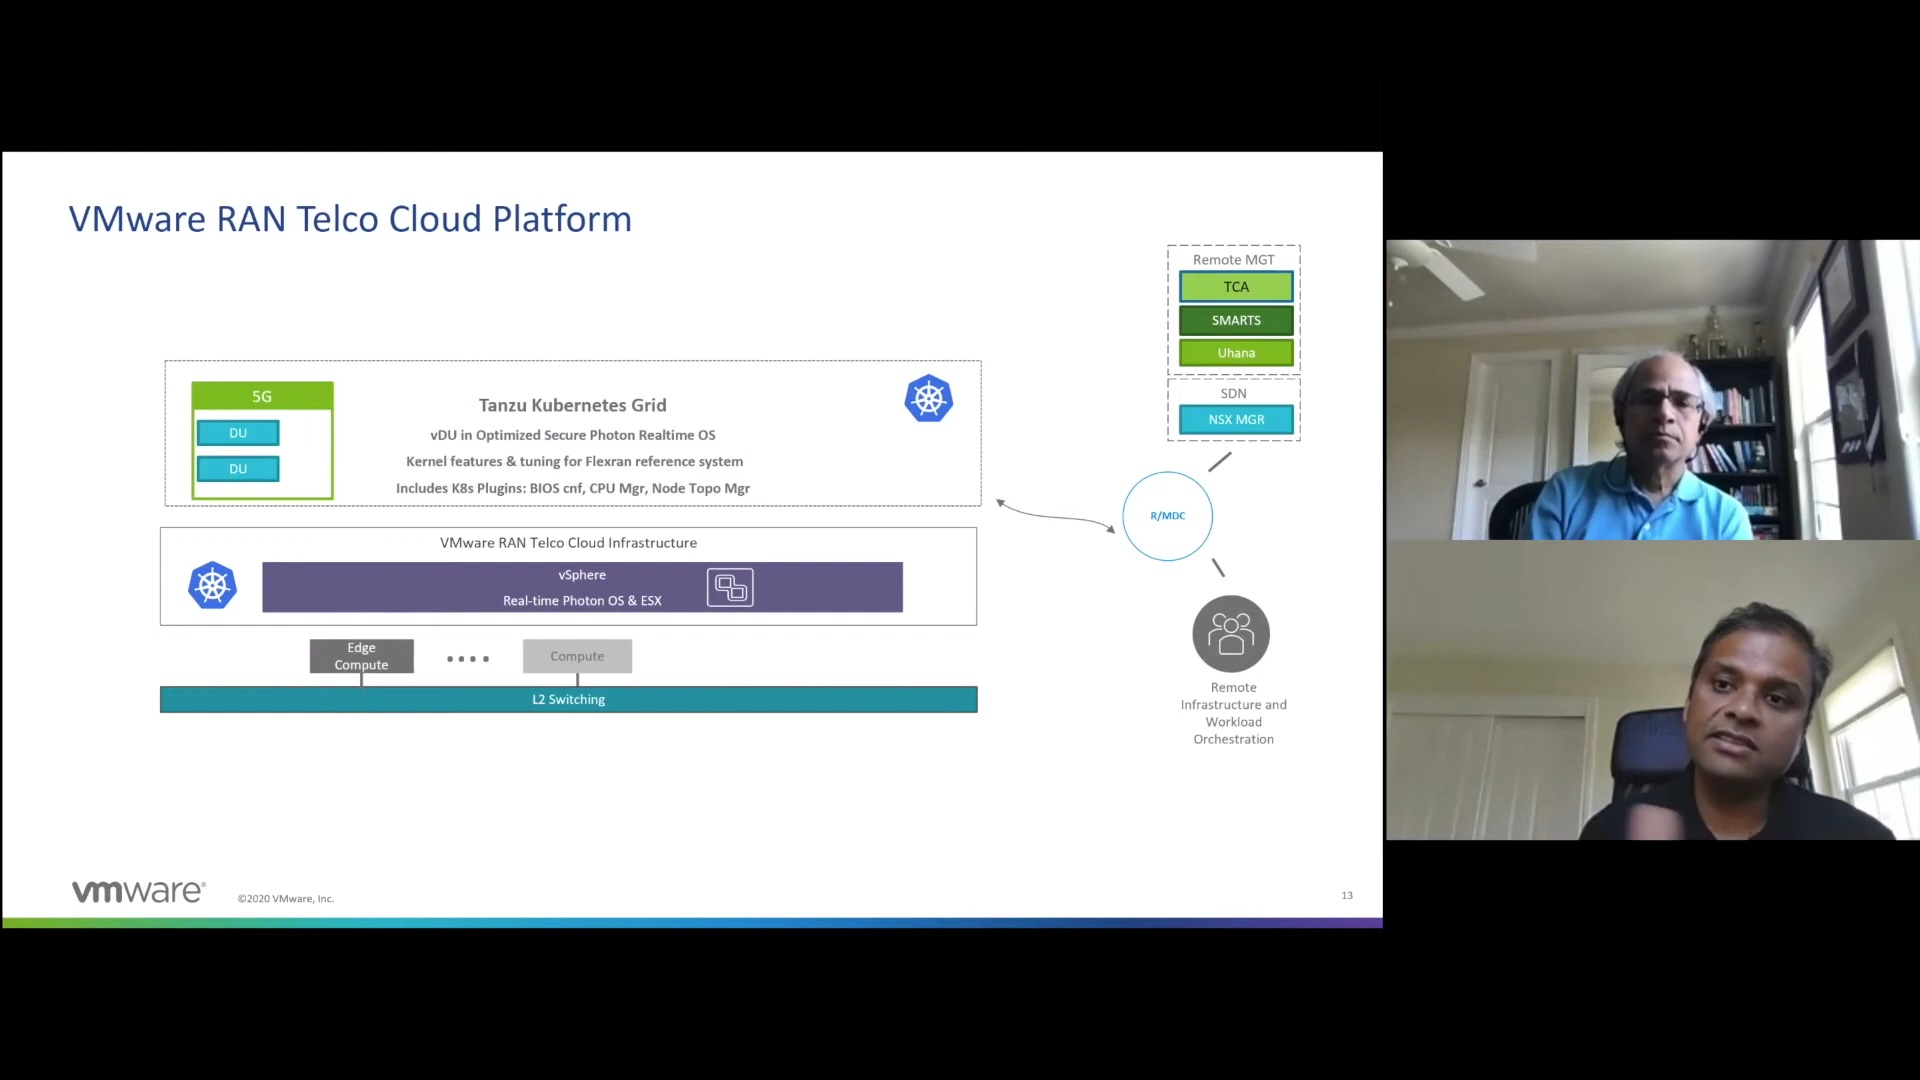 VMware RAN Telco Cloud Platform
Remote MGT
TCA
SMARTS
Uhana
SDN
NSX MGR
5G
DU
DU
Tanzu Kubernetes Grid
vDU in Optimized Secure Photon Realtime OS
Kernel features & tuning for Flexran reference system
Includes K8s Plugins: BIOS cnf, CPU Mgr, Node Topo Mgr
R/MDC
VMware RAN Telco Cloud Infrastructure
vSphere
Real-time Photon OS & ESX
Edge
Compute
....
Compute
L2 Switching
Remote
Infrastructure and
Workload
Orchestration
vmware®
©2020 VMware, Inc.
13